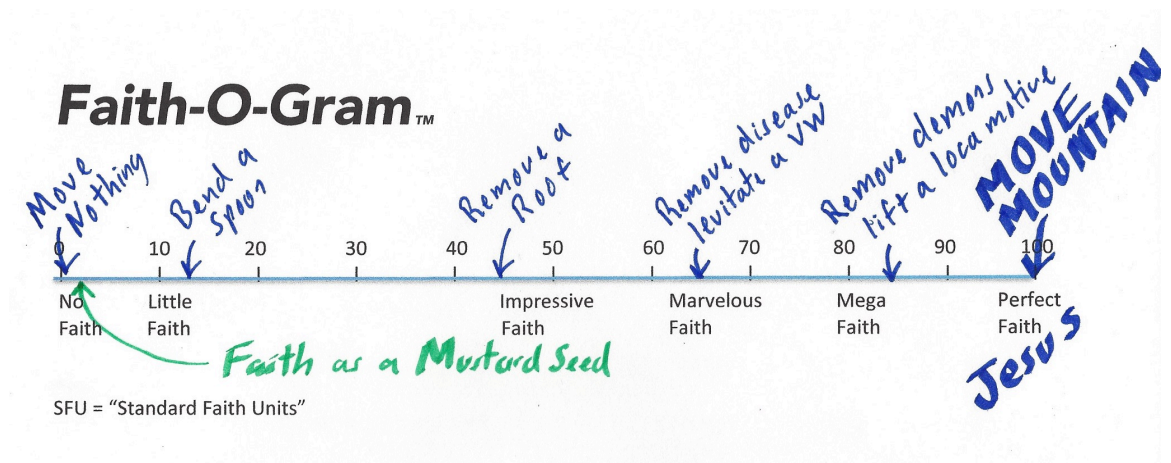 Faith-O-Gram™
Move
Nothing
Bend a
spoon
Remove a
Roof
Remove disease
levitate a VW
Remove demons
lift a locamotive
MOVE
MOUNTAIN
0 10 20 30 40 50 60 70 80 90 100
No Faith
Little Faith
Impressive Faith
Marvelous Faith
Mega Faith
Perfect Faith
Faith as a Mustard Seed
Jesus
SFU = “Standard Faith Units”